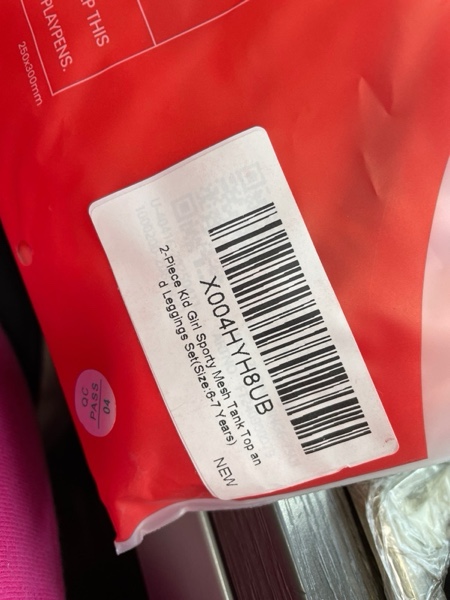 P THIS
PLAYPENS.
250x300mm
X004HYH8UB
2-Piece Kid Girl Sporty Mesh Tank Top an
d Leggings Set(Size:6-7 Years)
NEW
QC
PASS
04